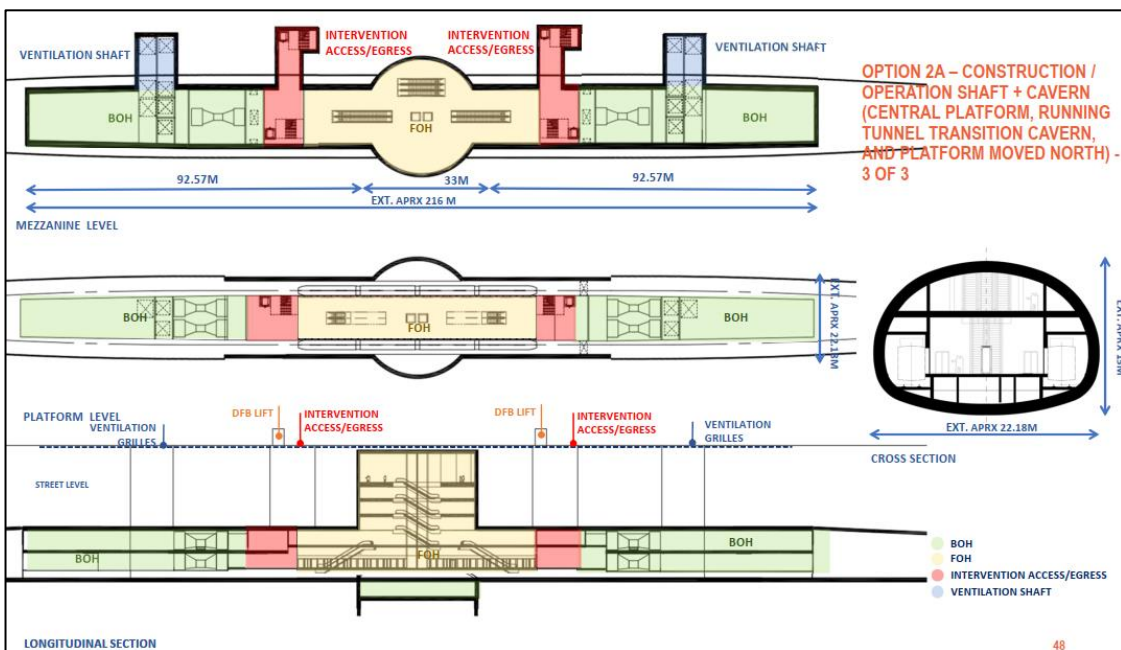 VENTILATION SHAFT
INTERVENTION
ACCESS/EGRESS
INTERVENTION
ACCESS/EGRESS
VENTILATION SHAFT
OPTION 2A – CONSTRUCTION /
OPERATION SHAFT + CAVERN
(CENTRAL PLATFORM, RUNNING
TUNNEL TRANSITION CAVERN,
AND PLATFORM MOVED NORTH) -
3 OF 3
BOH
FOH
BOH
92.57M
33M
92.57M
EXT. APRX 216 M
MEZZANINE LEVEL
BOH
FOH
BOH
EXT. APRX 22.18M
EXT. APRX 19M
EXT. APRX 22.18M
CROSS SECTION
PLATFORM LEVEL
VENTILATION
GRILLES
DFB LIFT
INTERVENTION
ACCESS/EGRESS
DFB LIFT
INTERVENTION
ACCESS/EGRESS
VENTILATION
GRILLES
STREET LEVEL
BOH
FOH
BOH
BOH
FOH
INTERVENTION ACCESS/EGRESS
VENTILATION SHAFT
LONGITUDINAL SECTION
48